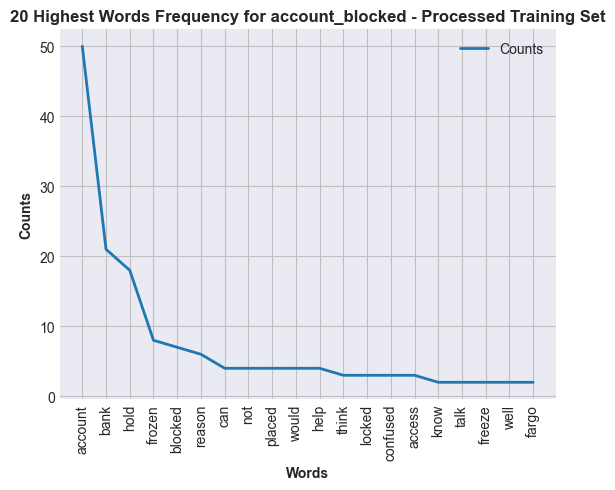 20 Highest Words Frequency for account_blocked - Processed Training Set
Counts
50
40
30
20
10
0
Counts
account
bank
hold
frozen
blocked
reason
can
not
placed
would
help
think
locked
confused
access
know
talk
freeze
well
fargo
Words